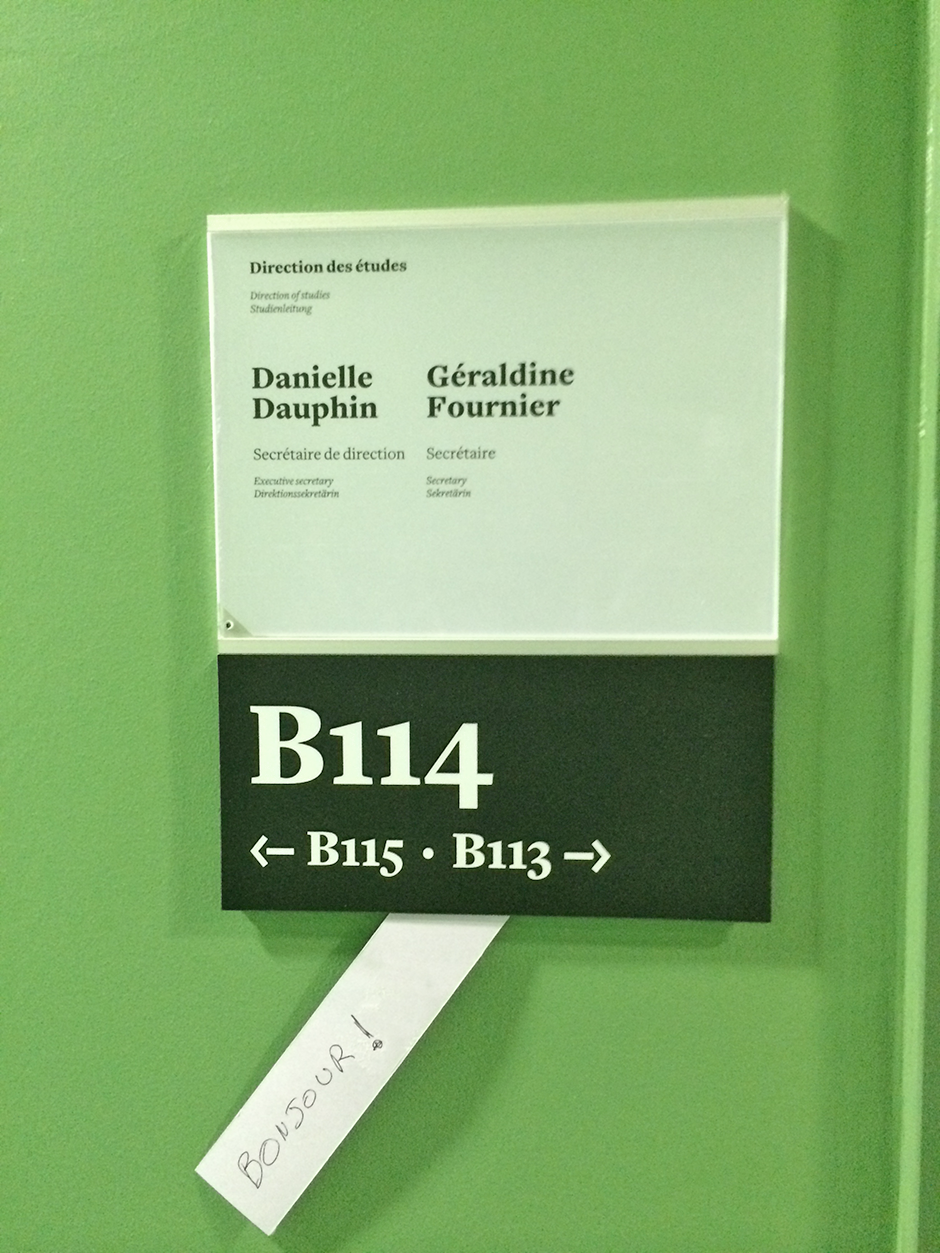 Direction des études
Direction of studies
Studienleitung
Danielle
Dauphin
Secrétaire de direction
Executive secretary
Direktionssekretärin
Géraldine
Fournier
Secrétaire
Secretary
Sekretärin
B114
← B115 · B113 →
BONJOUR !